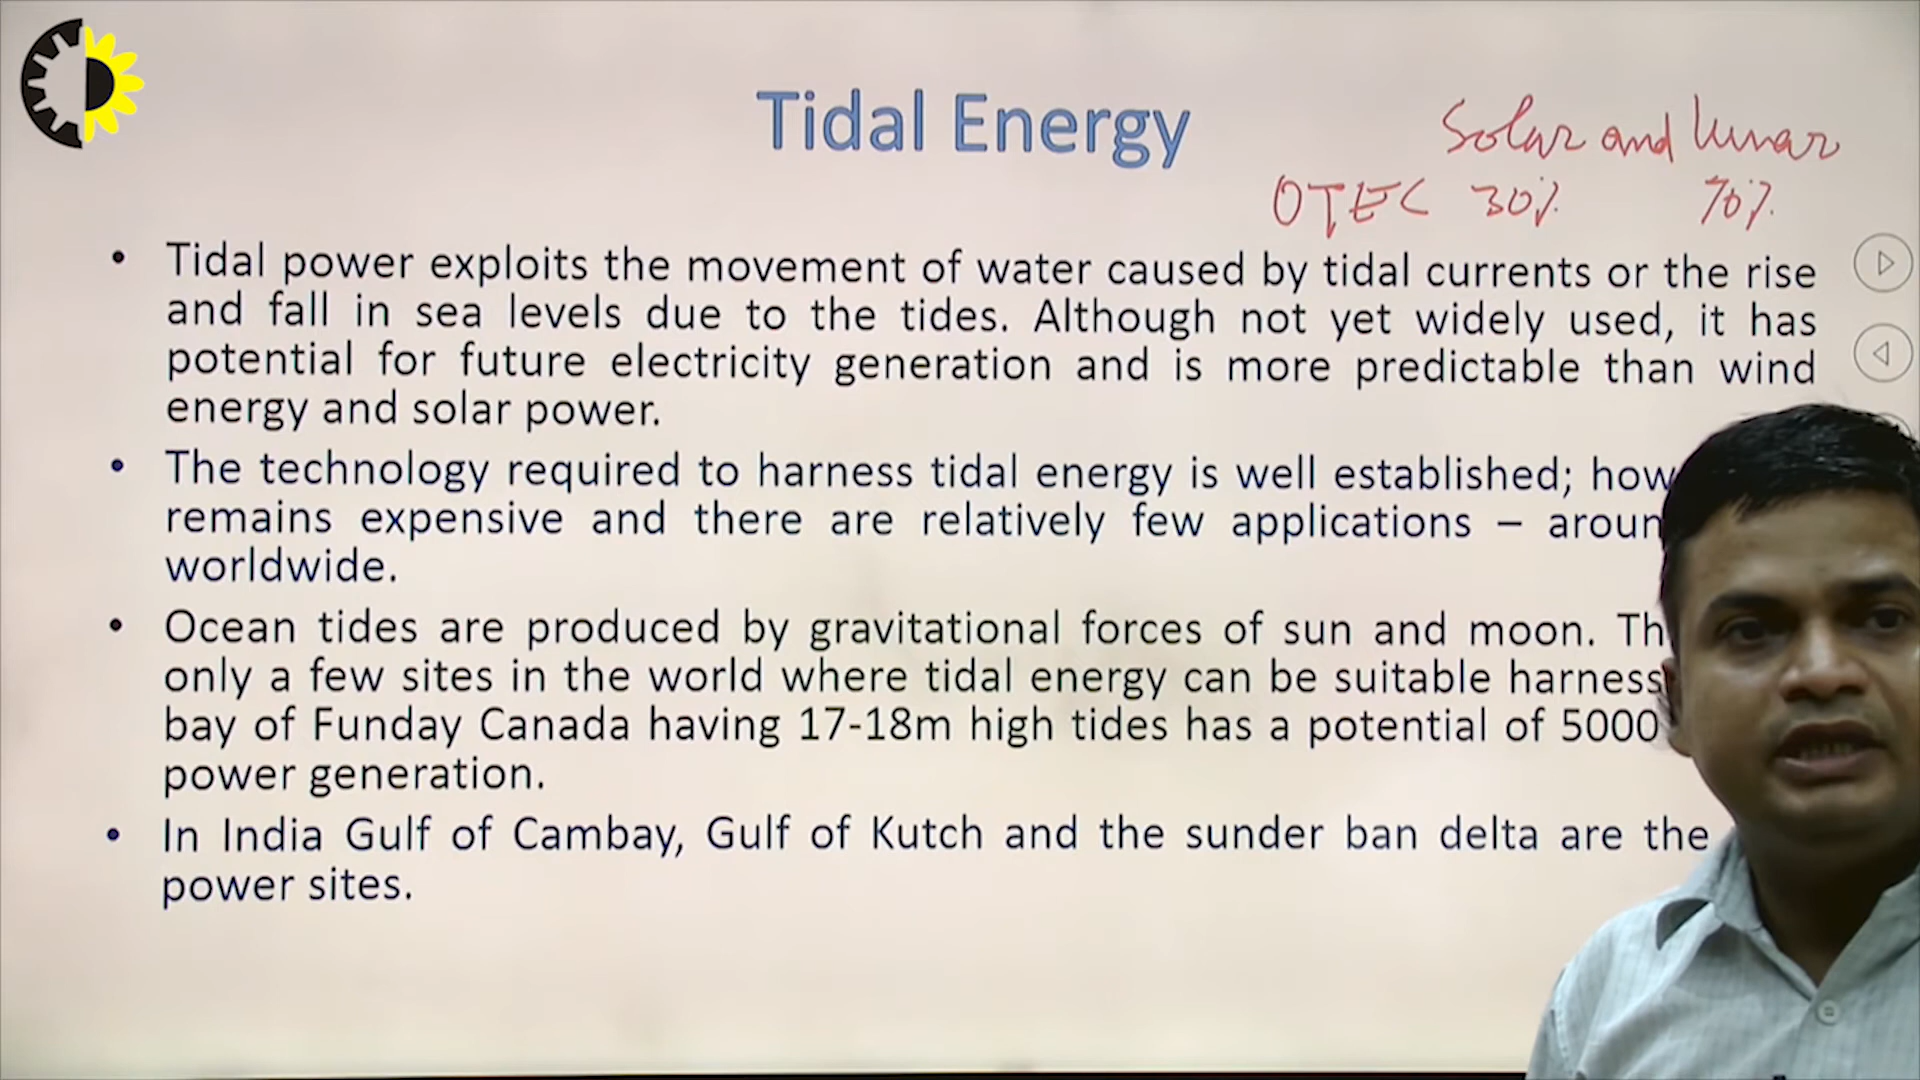 Tidal Energy
Solar and lunar
OTEC 30% 70%
• Tidal power exploits the movement of water caused by tidal currents or the rise
and fall in sea levels due to the tides. Although not yet widely used, it has
potential for future electricity generation and is more predictable than wind
energy and solar power.
• The technology required to harness tidal energy is well established; how
remains expensive and there are relatively few applications – aroun
worldwide.
• Ocean tides are produced by gravitational forces of sun and moon. Th
only a few sites in the world where tidal energy can be suitable harness
bay of Funday Canada having 17-18m high tides has a potential of 5000
power generation.
• In India Gulf of Cambay, Gulf of Kutch and the sunder ban delta are the
power sites.